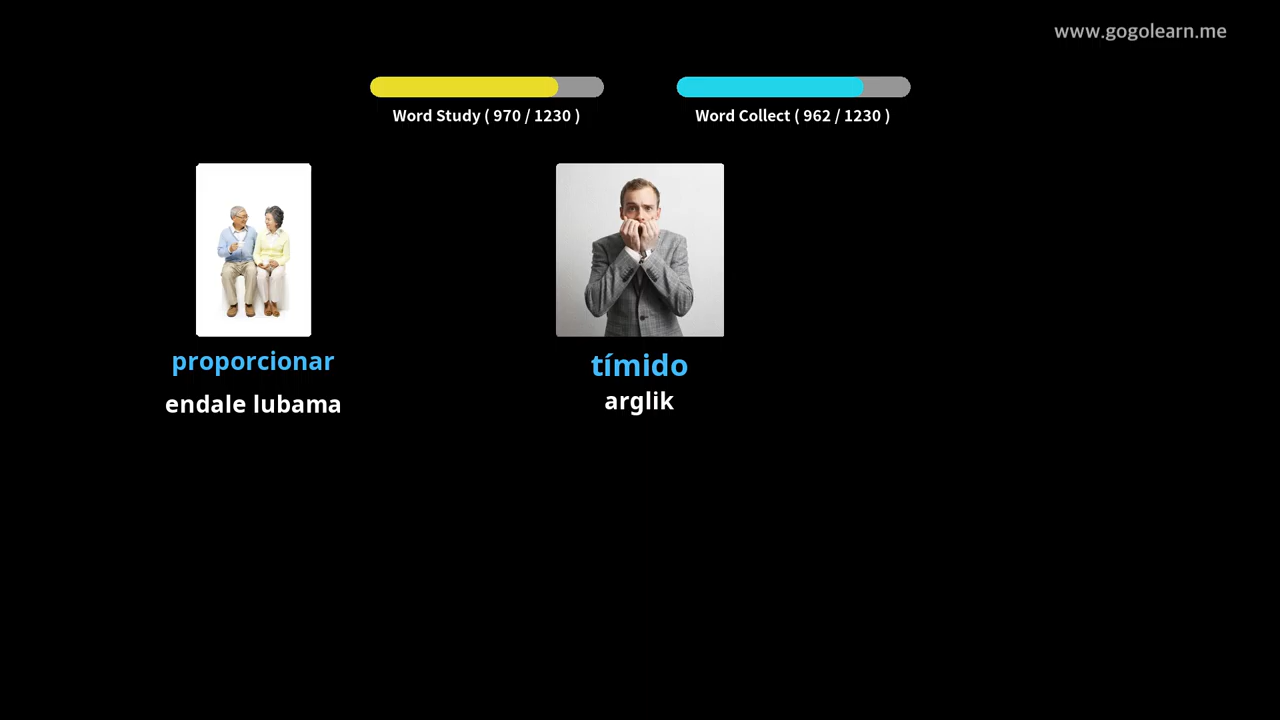 www.gogolearn.me
Word Study ( 970 / 1230 )
Word Collect ( 962 / 1230 )
proporcionar
endale lubama
tímido
arglik